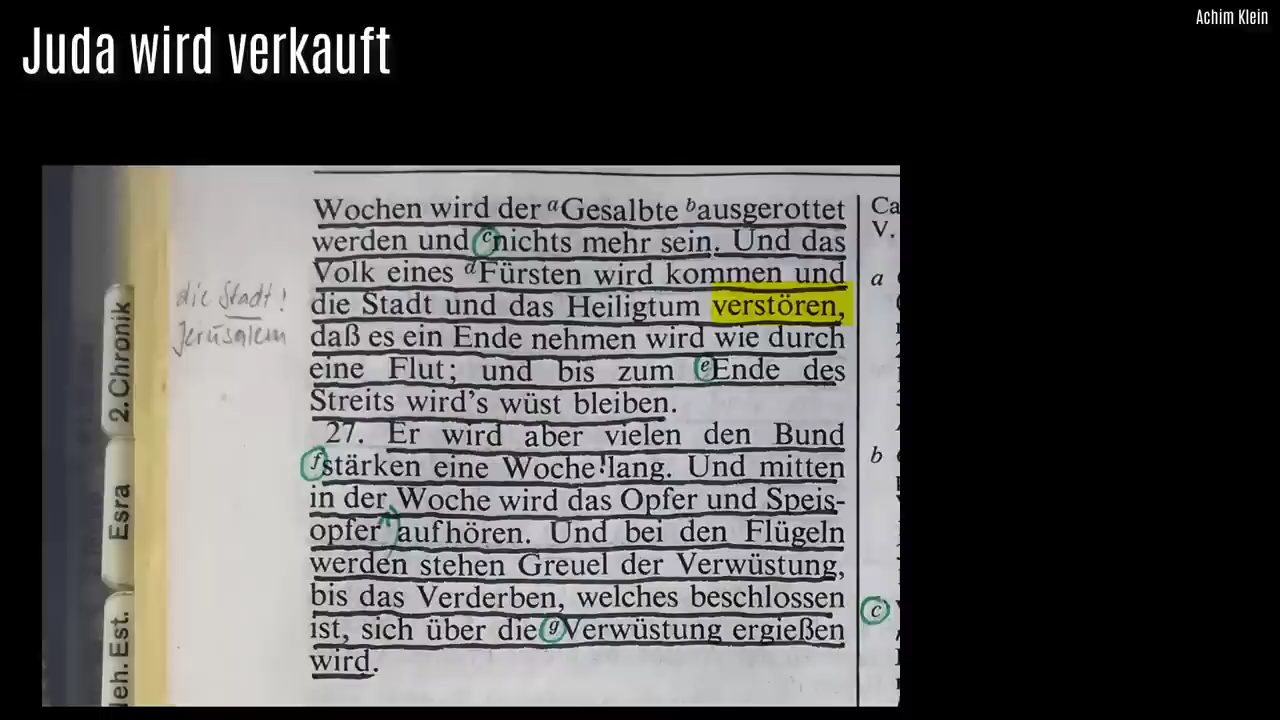 Juda wird verkauft
Achim Klein
Wochen wird der aGesalbte bausgerottet
werden und cnichts mehr sein. Und das
Volk eines dFürsten wird kommen und
die Stadt und das Heiligtum verstören,
daß es ein Ende nehmen wird wie durch
eine Flut; und bis zum eEnde des
Streits wird's wüst bleiben.
27. Er wird aber vielen den Bund
fstärken eine Woche lang. Und mitten
in der Woche wird das Opfer und Speis-
opfer aufhören. Und bei den Flügeln
werden stehen Greuel der Verwüstung,
bis das Verderben, welches beschlossen
ist, sich über die gVerwüstung ergießen
wird.
die Stadt!
Jerusalem
2. Chronik
Esra
eh. Est.
Ca
V.
a
b
c